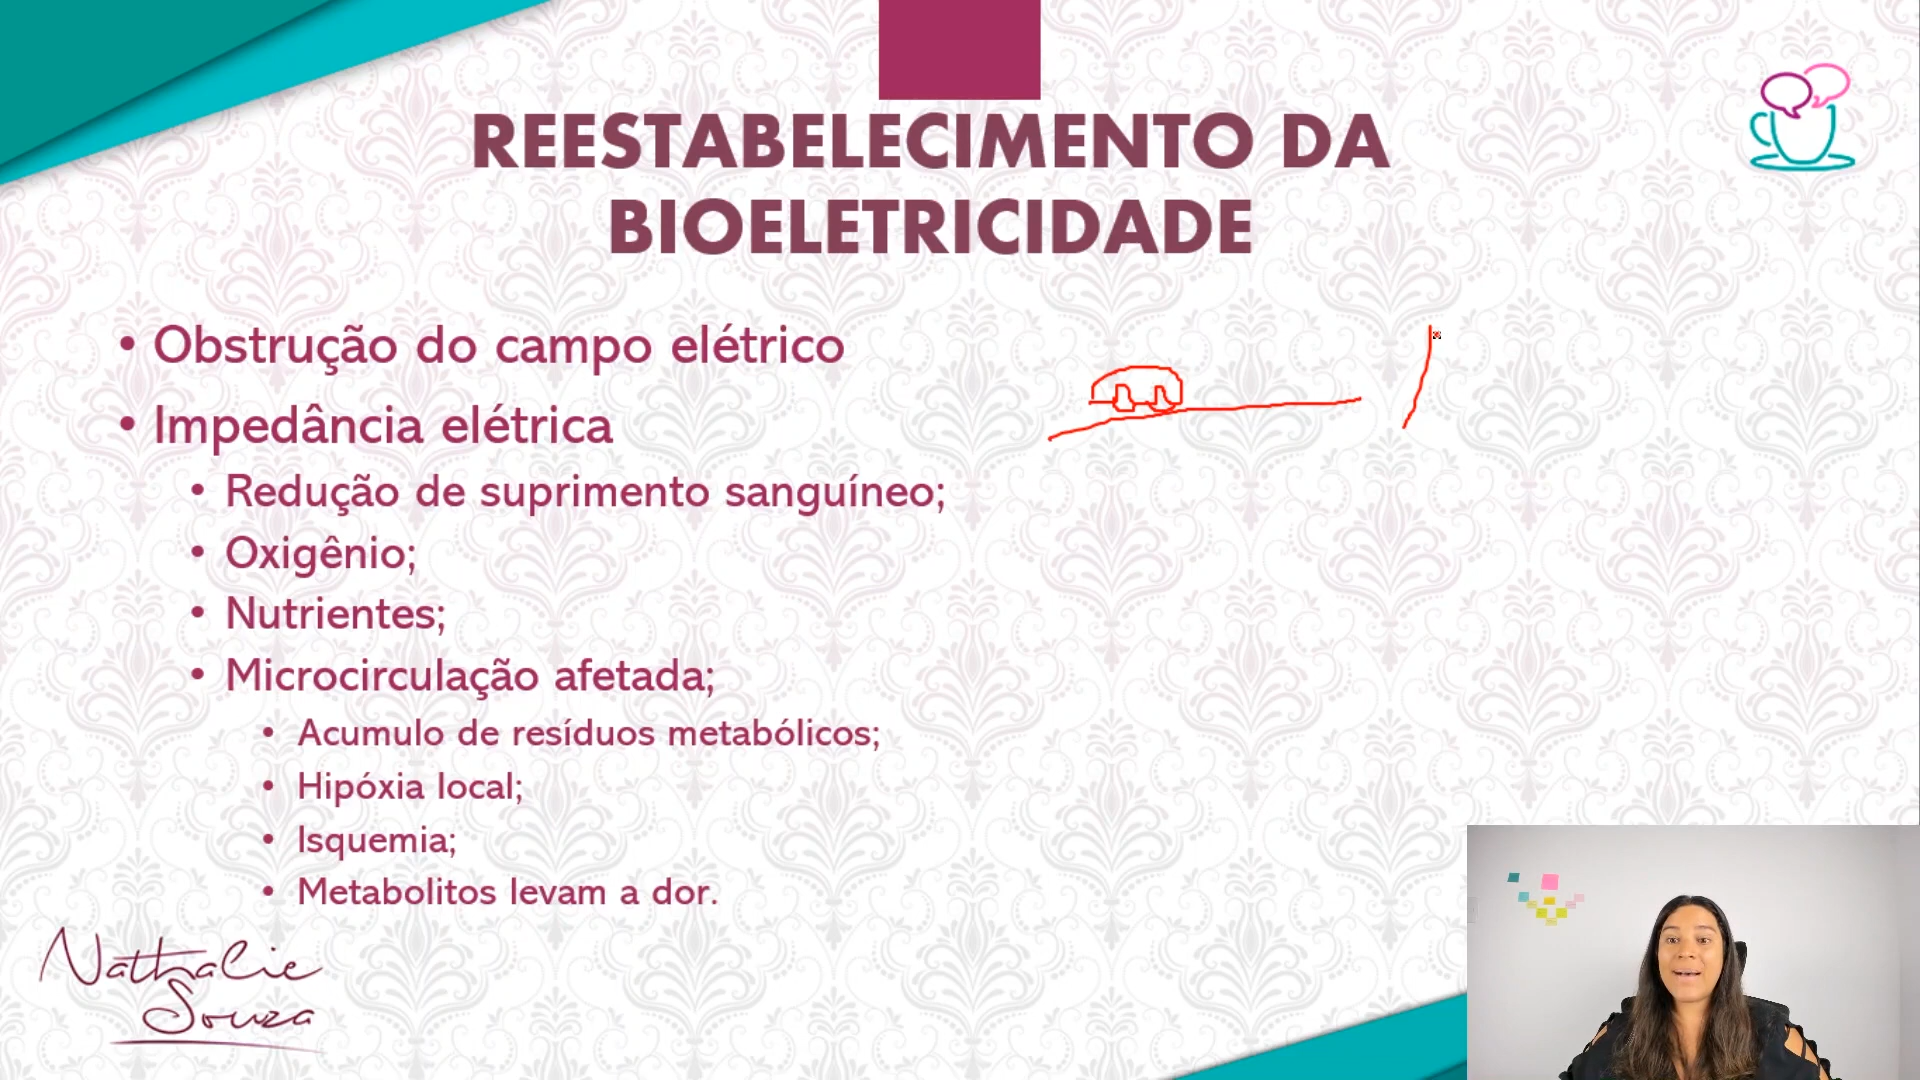 REESTABELECIMENTO DA
BIOELETRICIDADE
• Obstrução do campo elétrico
• Impedância elétrica
• Redução de suprimento sanguíneo;
• Oxigênio;
• Nutrientes;
• Microcirculação afetada;
• Acumulo de resíduos metabólicos;
• Hipóxia local;
• Isquemia;
• Metabolitos levam a dor.
Nathalie
Souza